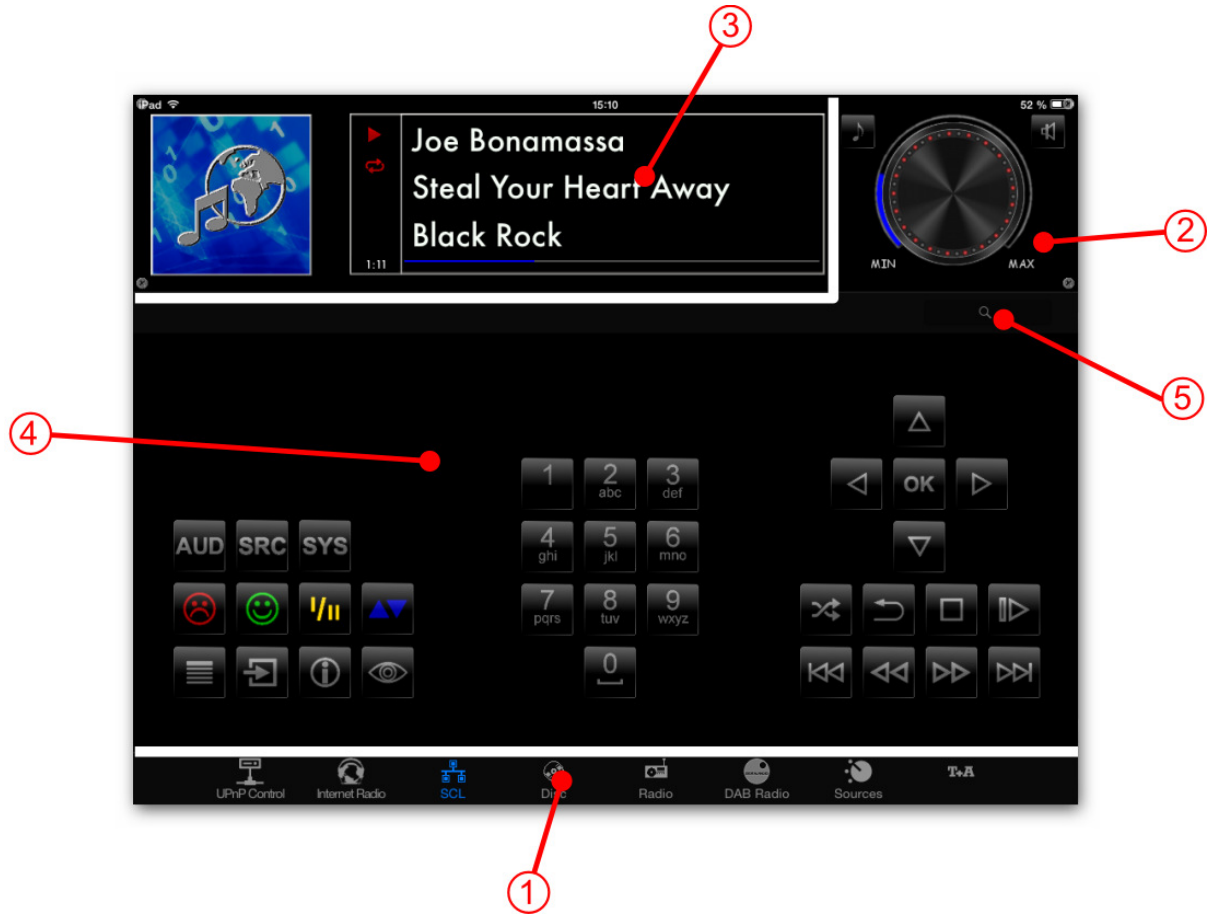 3
iPad
15:10
52 %
Joe Bonamassa
Steal Your Heart Away
Black Rock
1:11
MIN
MAX
2
5
4
1
2
abc
3
def
OK
AUD SRC SYS
4
ghi
5
jkl
6
mno
I/II
7
pqrs
8
tuv
9
wxyz
0
UPnP Control
Internet Radio
SCL
Disc
Radio
DAB Radio
Sources
T+A
1